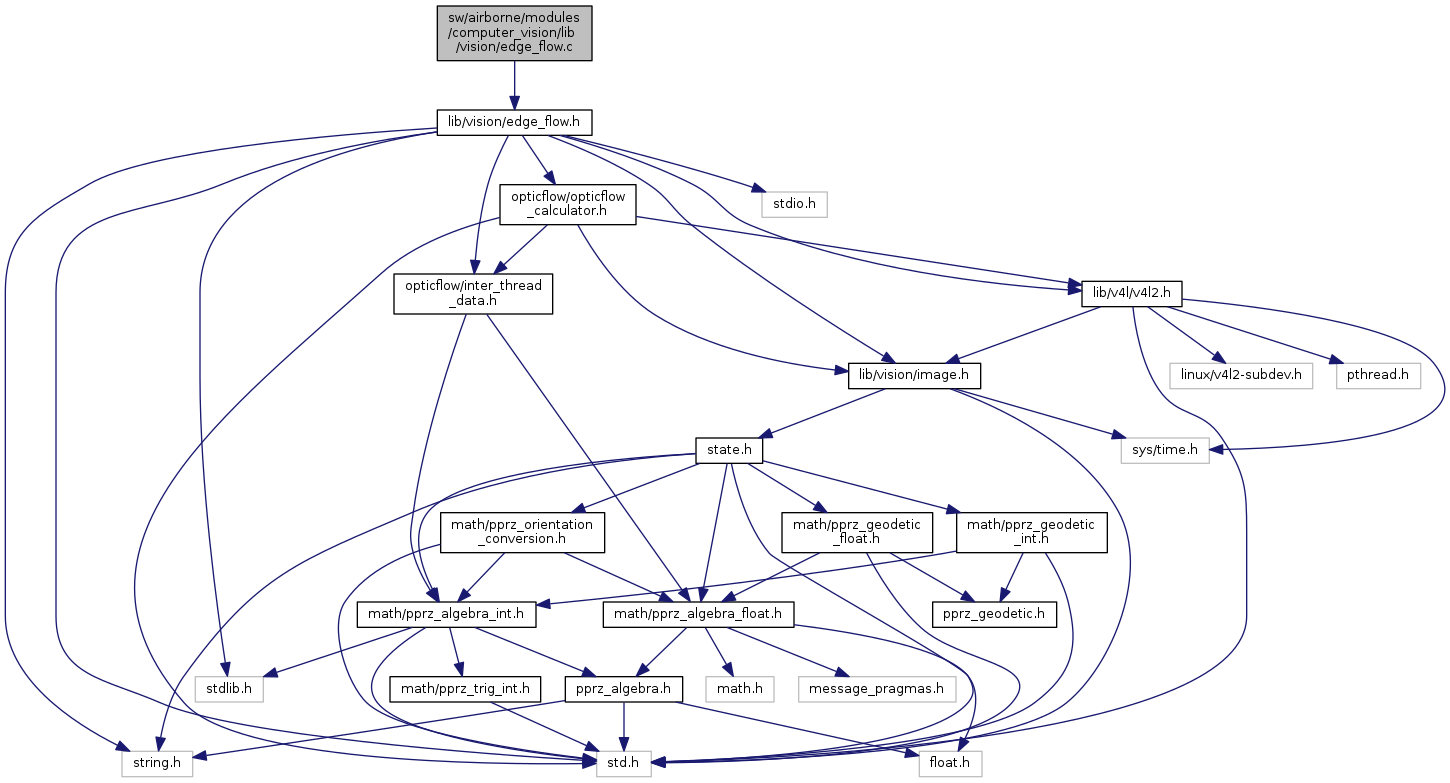 sw/airborne/modules
/computer_vision/lib
/vision/edge_flow.c
lib/vision/edge_flow.h
opticflow/opticflow
_calculator.h
stdio.h
opticflow/inter_thread
_data.h
lib/v4l/v4l2.h
lib/vision/image.h
linux/v4l2-subdev.h
pthread.h
state.h
sys/time.h
math/pprz_orientation
_conversion.h
math/pprz_geodetic
_float.h
math/pprz_geodetic
_int.h
math/pprz_algebra_int.h
math/pprz_algebra_float.h
pprz_geodetic.h
stdlib.h
math/pprz_trig_int.h
pprz_algebra.h
math.h
message_pragmas.h
string.h
std.h
float.h